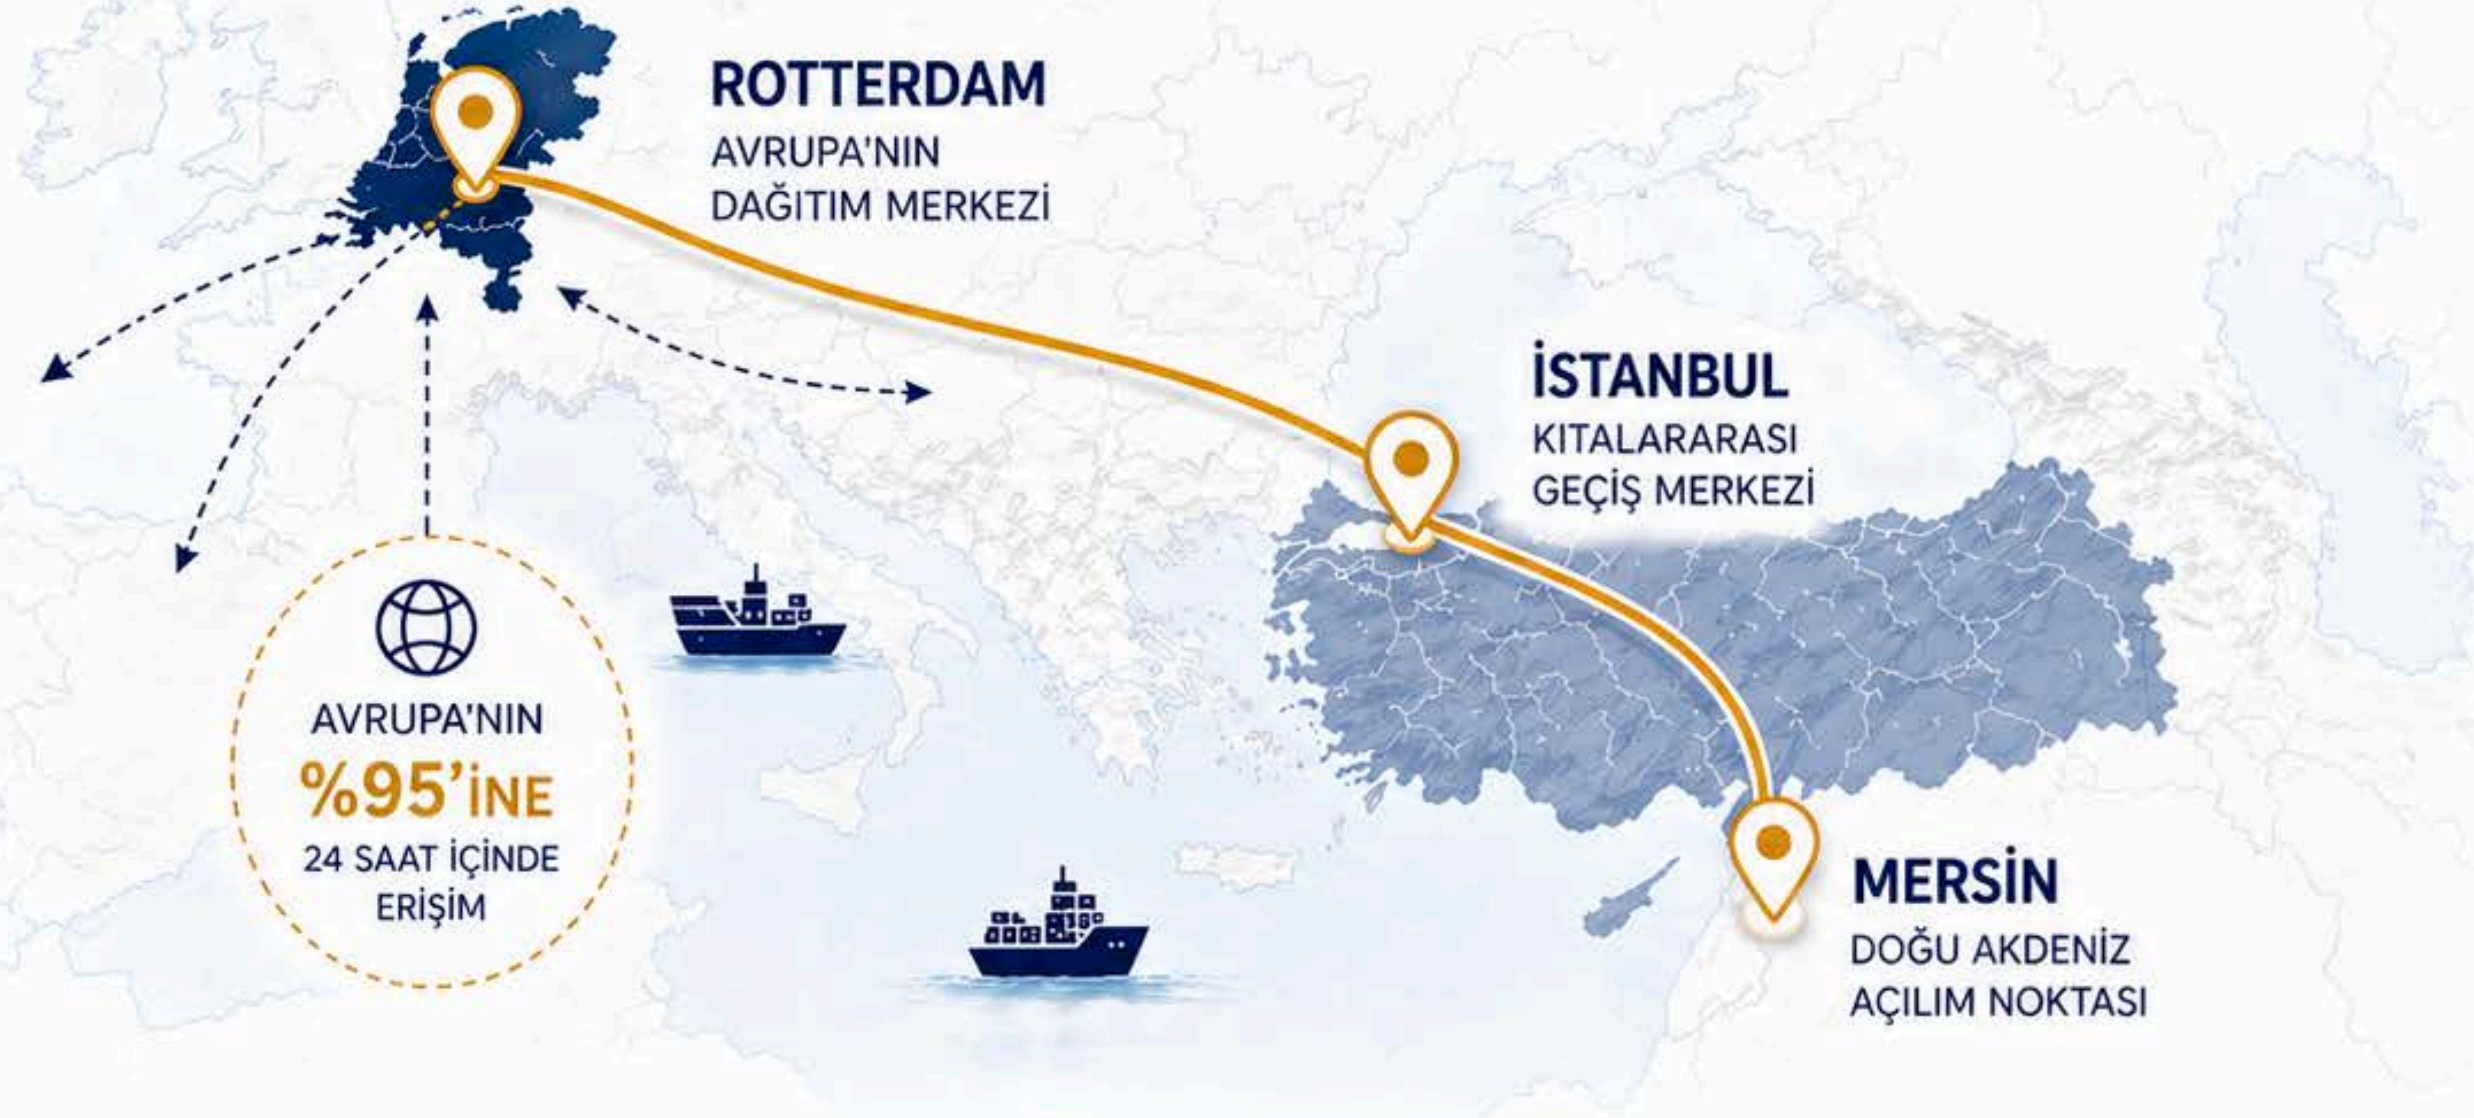 ROTTERDAM
AVRUPA'NIN
DAĞITIM MERKEZİ
İSTANBUL
KITALARARASI
GEÇİŞ MERKEZİ
AVRUPA'NIN
%95'İNE
24 SAAT İÇİNDE
ERİŞİM
MERSİN
DOĞU AKDENİZ
AÇILIM NOKTASI